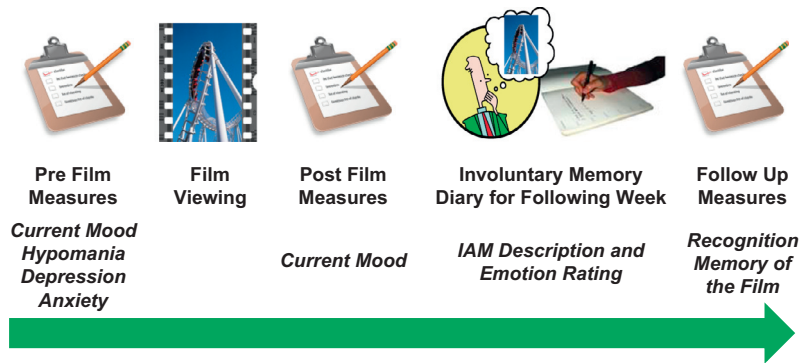 Pre Film
Measures
Film
Viewing
Post Film
Measures
Involuntary Memory
Diary for Following Week
Follow Up
Measures
Current Mood
Hypomania
Depression
Anxiety
Current Mood
IAM Description and
Emotion Rating
Recognition
Memory of
the Film